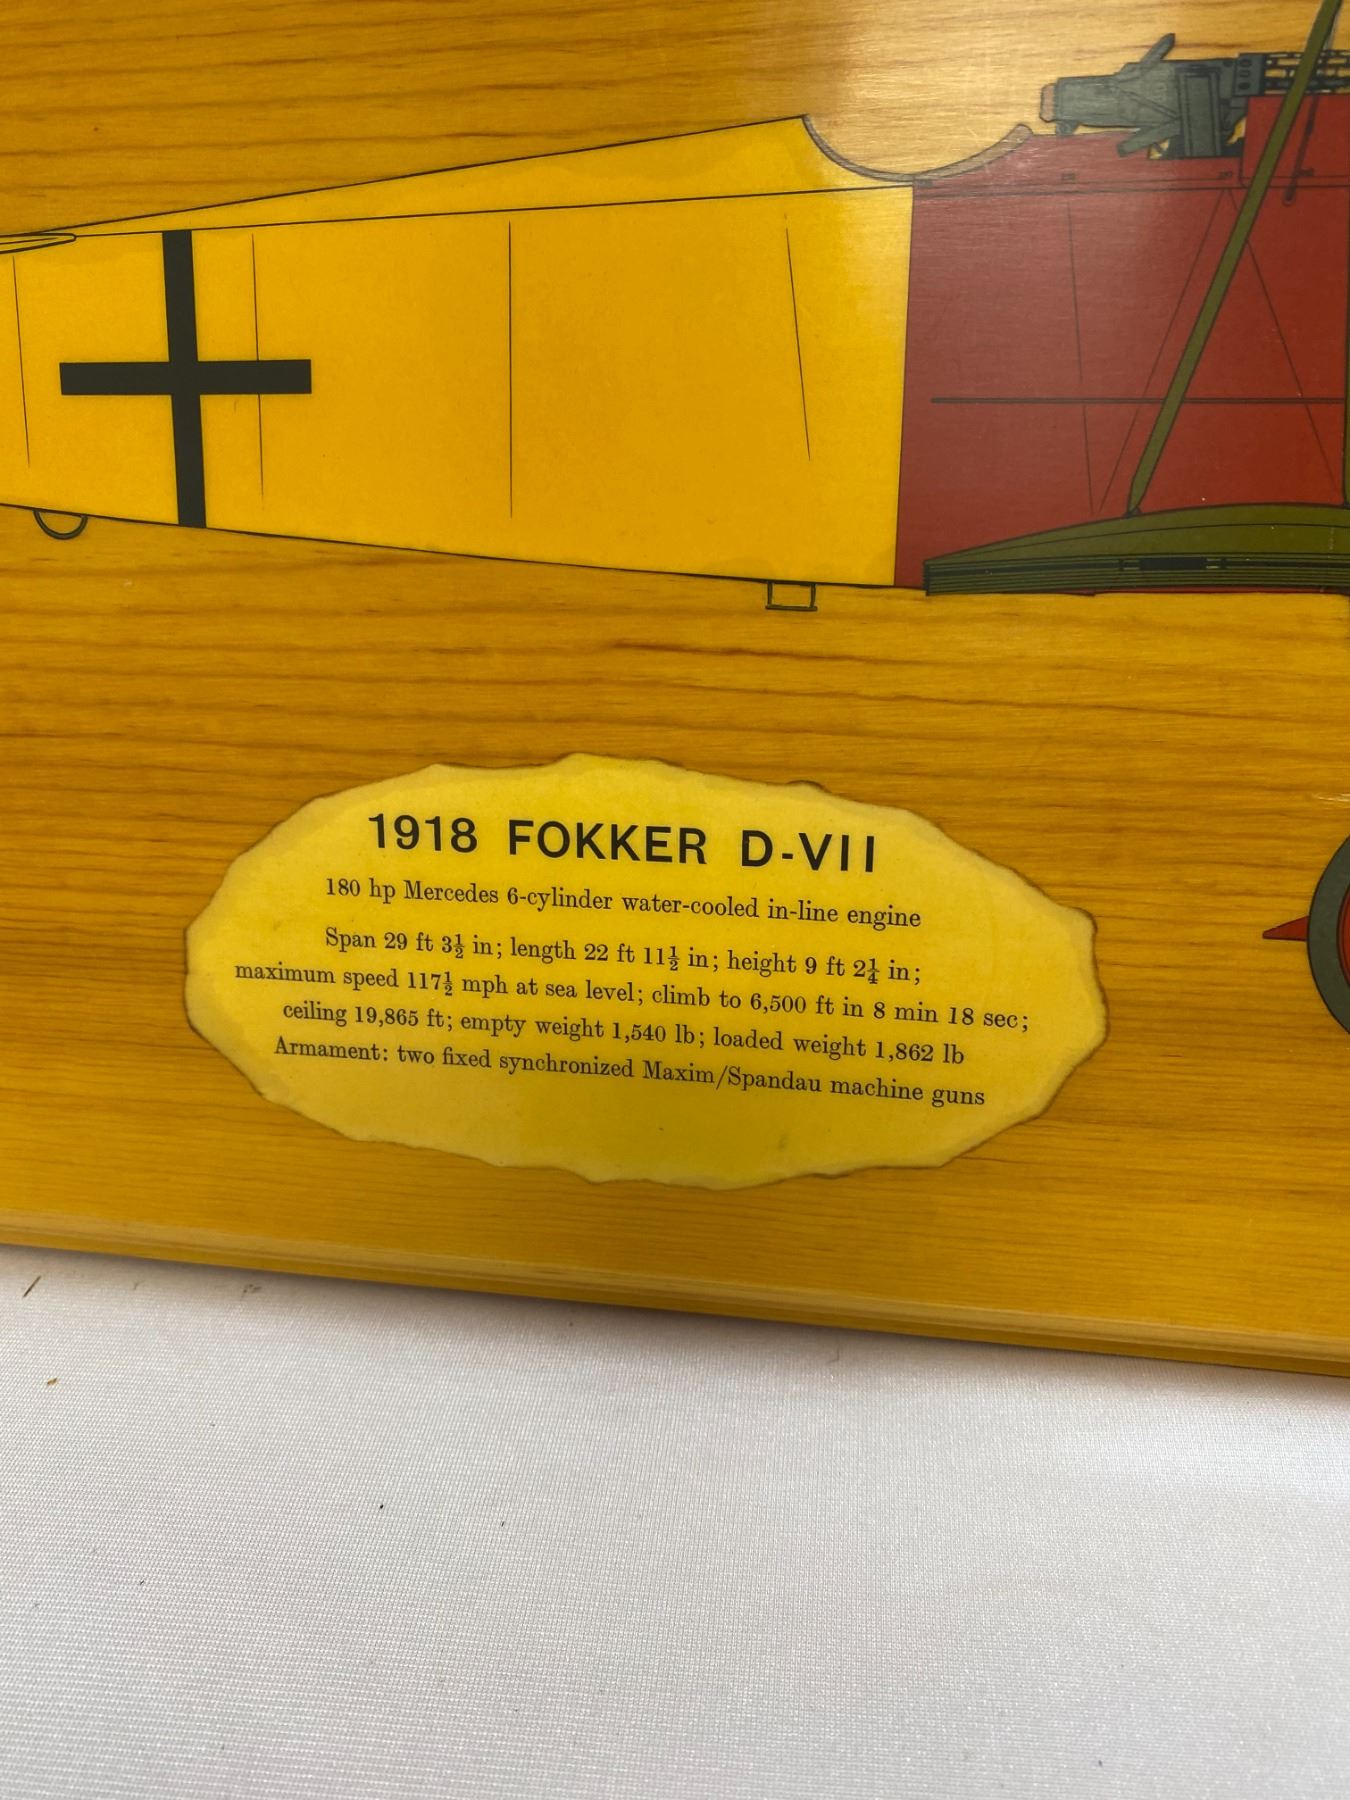 1918 FOKKER D-VII
180 hp Mercedes 6-cylinder water-cooled in-line engine
Span 29 ft 3½ in; length 22 ft 11½ in; height 9 ft 2¼ in;
maximum speed 117½ mph at sea level; climb to 6,500 ft in 8 min 18 sec;
ceiling 19,865 ft; empty weight 1,540 lb; loaded weight 1,862 lb
Armament: two fixed synchronized Maxim/Spandau machine guns